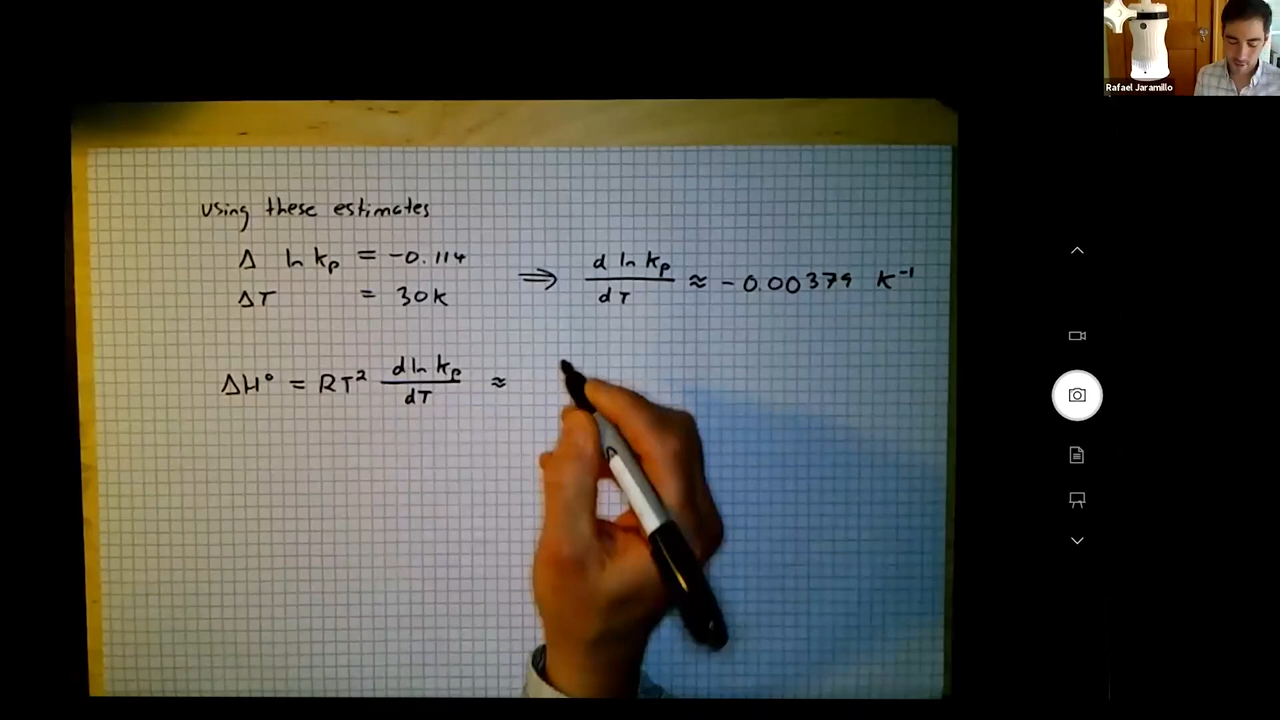 Rafael Jaramillo
using these estimates
Δ ln kp = -0.114
ΔT = 30K
⟹ d ln kp / dT ≈ -0.00379 K⁻¹
ΔH° = RT² d ln kp / dT ≈